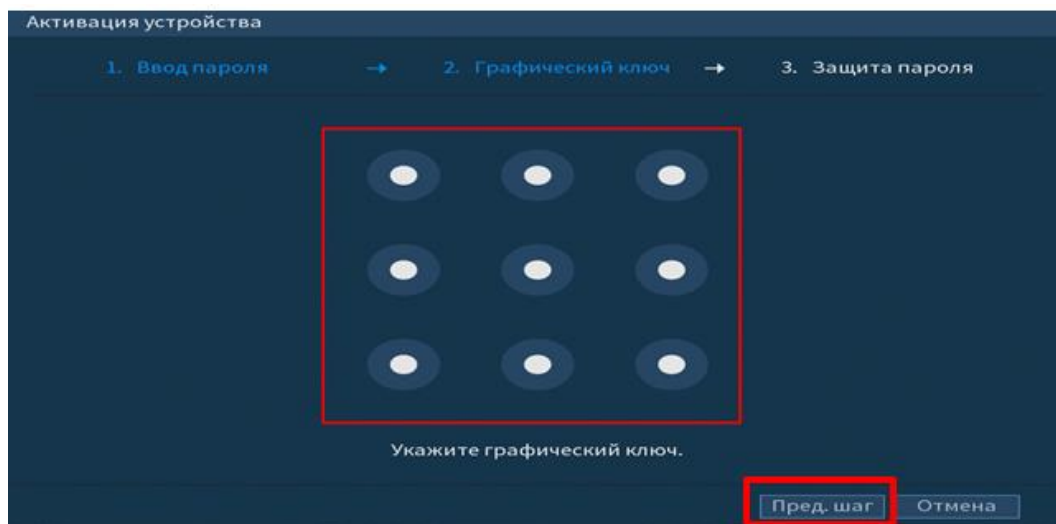 Активация устройства
1. Ввод пароля → 2. Графический ключ → 3. Защита пароля
Укажите графический ключ.
Пред. шаг Отмена